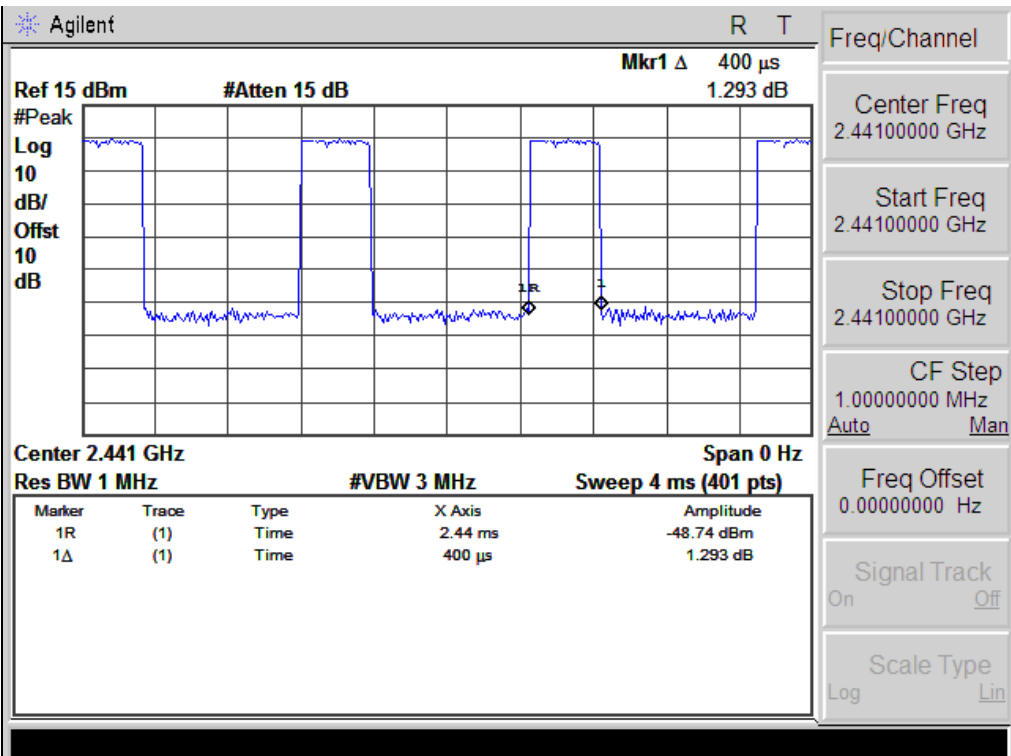 Agilent R T
Freq/Channel
Mkr1 Δ 400 μs
Ref 15 dBm #Atten 15 dB 1.293 dB
#Peak
Log
10
dB/
Offst
10
dB
1R
1
Center 2.441 GHz Span 0 Hz
Res BW 1 MHz #VBW 3 MHz Sweep 4 ms (401 pts)
Marker Trace Type X Axis Amplitude
1R (1) Time 2.44 ms -48.74 dBm
1Δ (1) Time 400 μs 1.293 dB
Center Freq
2.44100000 GHz
Start Freq
2.44100000 GHz
Stop Freq
2.44100000 GHz
CF Step
1.00000000 MHz
Auto Man
Freq Offset
0.00000000 Hz
Signal Track
On Off
Scale Type
Log Lin